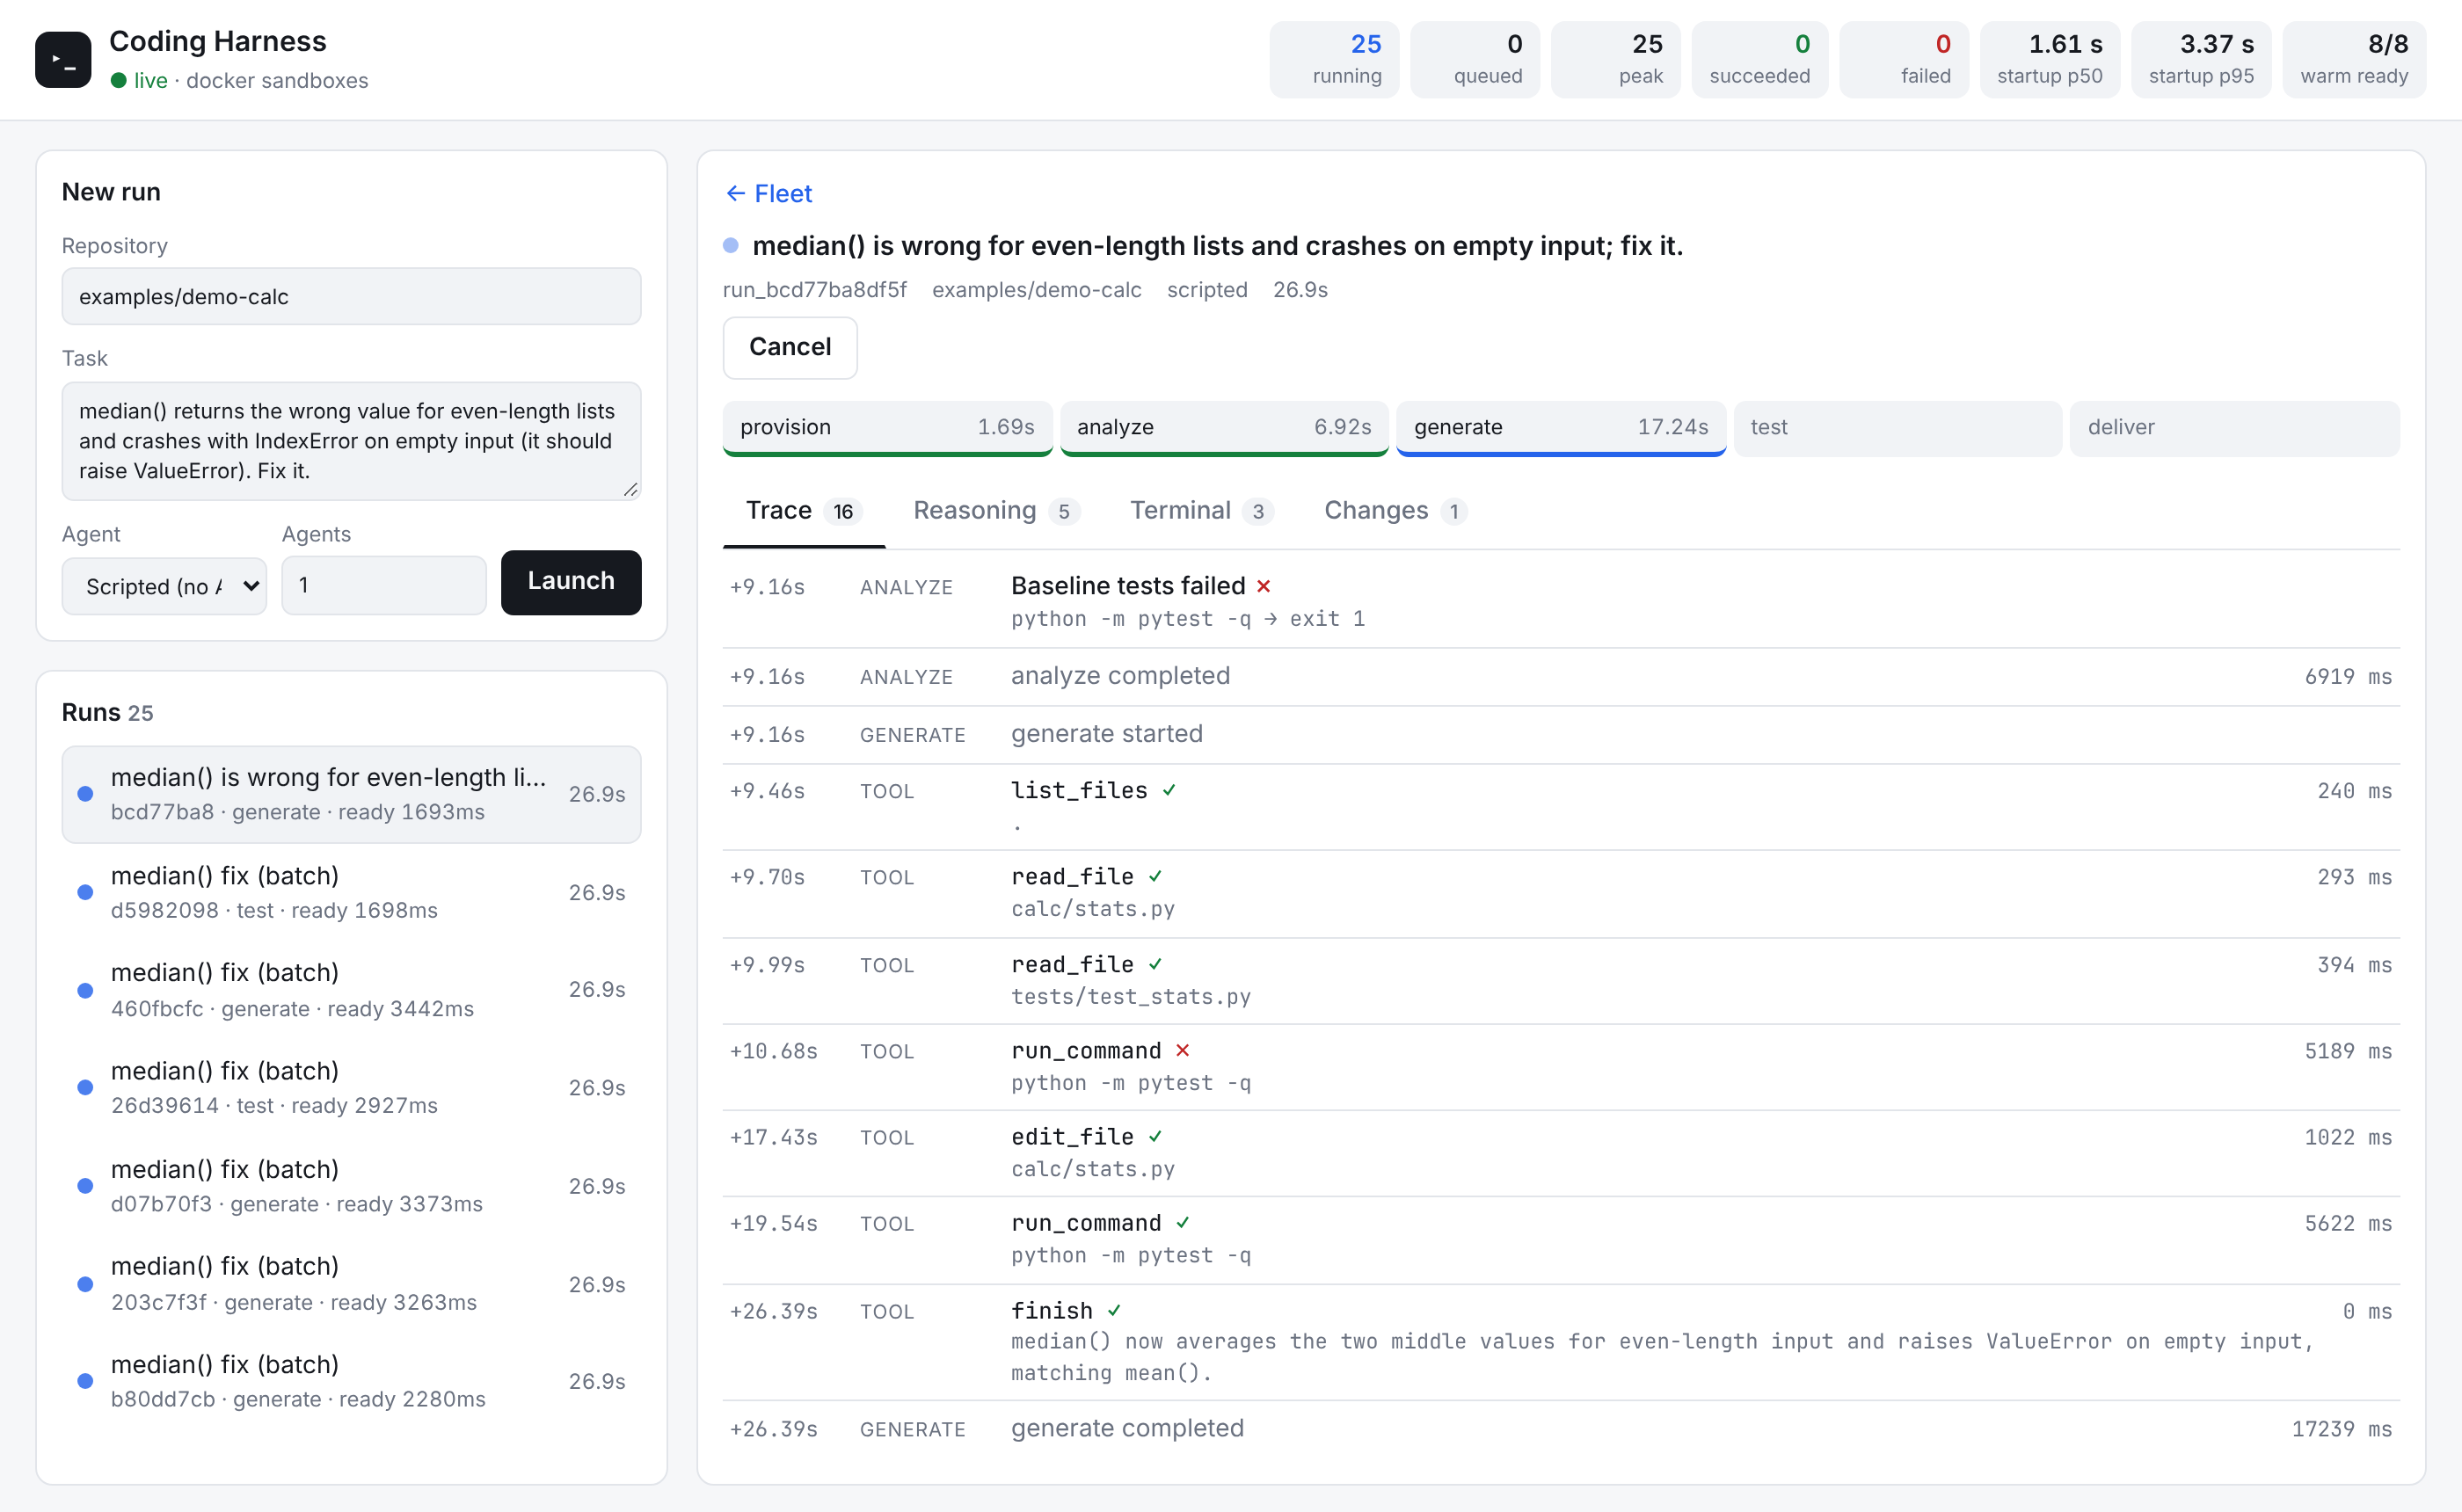 Coding Harness
live · docker sandboxes
25
running
0
queued
25
peak
0
succeeded
0
failed
1.61 s
startup p50
3.37 s
startup p95
8/8
warm ready
New run
Repository
examples/demo-calc
Task
median() returns the wrong value for even-length lists
and crashes with IndexError on empty input (it should
raise ValueError). Fix it.
Agent
Agents
Scripted (no
1
Launch
Runs 25
median() is wrong for even-length li...
bcd77ba8 · generate · ready 1693ms
26.9s
median() fix (batch)
d5982098 · test · ready 1698ms
26.9s
median() fix (batch)
460fbcfc · generate · ready 3442ms
26.9s
median() fix (batch)
26d39614 · test · ready 2927ms
26.9s
median() fix (batch)
d07b70f3 · generate · ready 3373ms
26.9s
median() fix (batch)
203c7f3f · generate · ready 3263ms
26.9s
median() fix (batch)
b80dd7cb · generate · ready 2280ms
26.9s
← Fleet
median() is wrong for even-length lists and crashes on empty input; fix it.
run_bcd77ba8df5f examples/demo-calc scripted 26.9s
Cancel
provision 1.69s
analyze 6.92s
generate 17.24s
test
deliver
Trace 16
Reasoning 5
Terminal 3
Changes 1
+9.16s ANALYZE Baseline tests failed ✕
python -m pytest -q → exit 1
+9.16s ANALYZE analyze completed 6919 ms
+9.16s GENERATE generate started
+9.46s TOOL list_files ✓ 240 ms
.
+9.70s TOOL read_file ✓ 293 ms
calc/stats.py
+9.99s TOOL read_file ✓ 394 ms
tests/test_stats.py
+10.68s TOOL run_command ✕ 5189 ms
python -m pytest -q
+17.43s TOOL edit_file ✓ 1022 ms
calc/stats.py
+19.54s TOOL run_command ✓ 5622 ms
python -m pytest -q
+26.39s TOOL finish ✓ 0 ms
median() now averages the two middle values for even-length input and raises ValueError on empty input,
matching mean().
+26.39s GENERATE generate completed 17239 ms